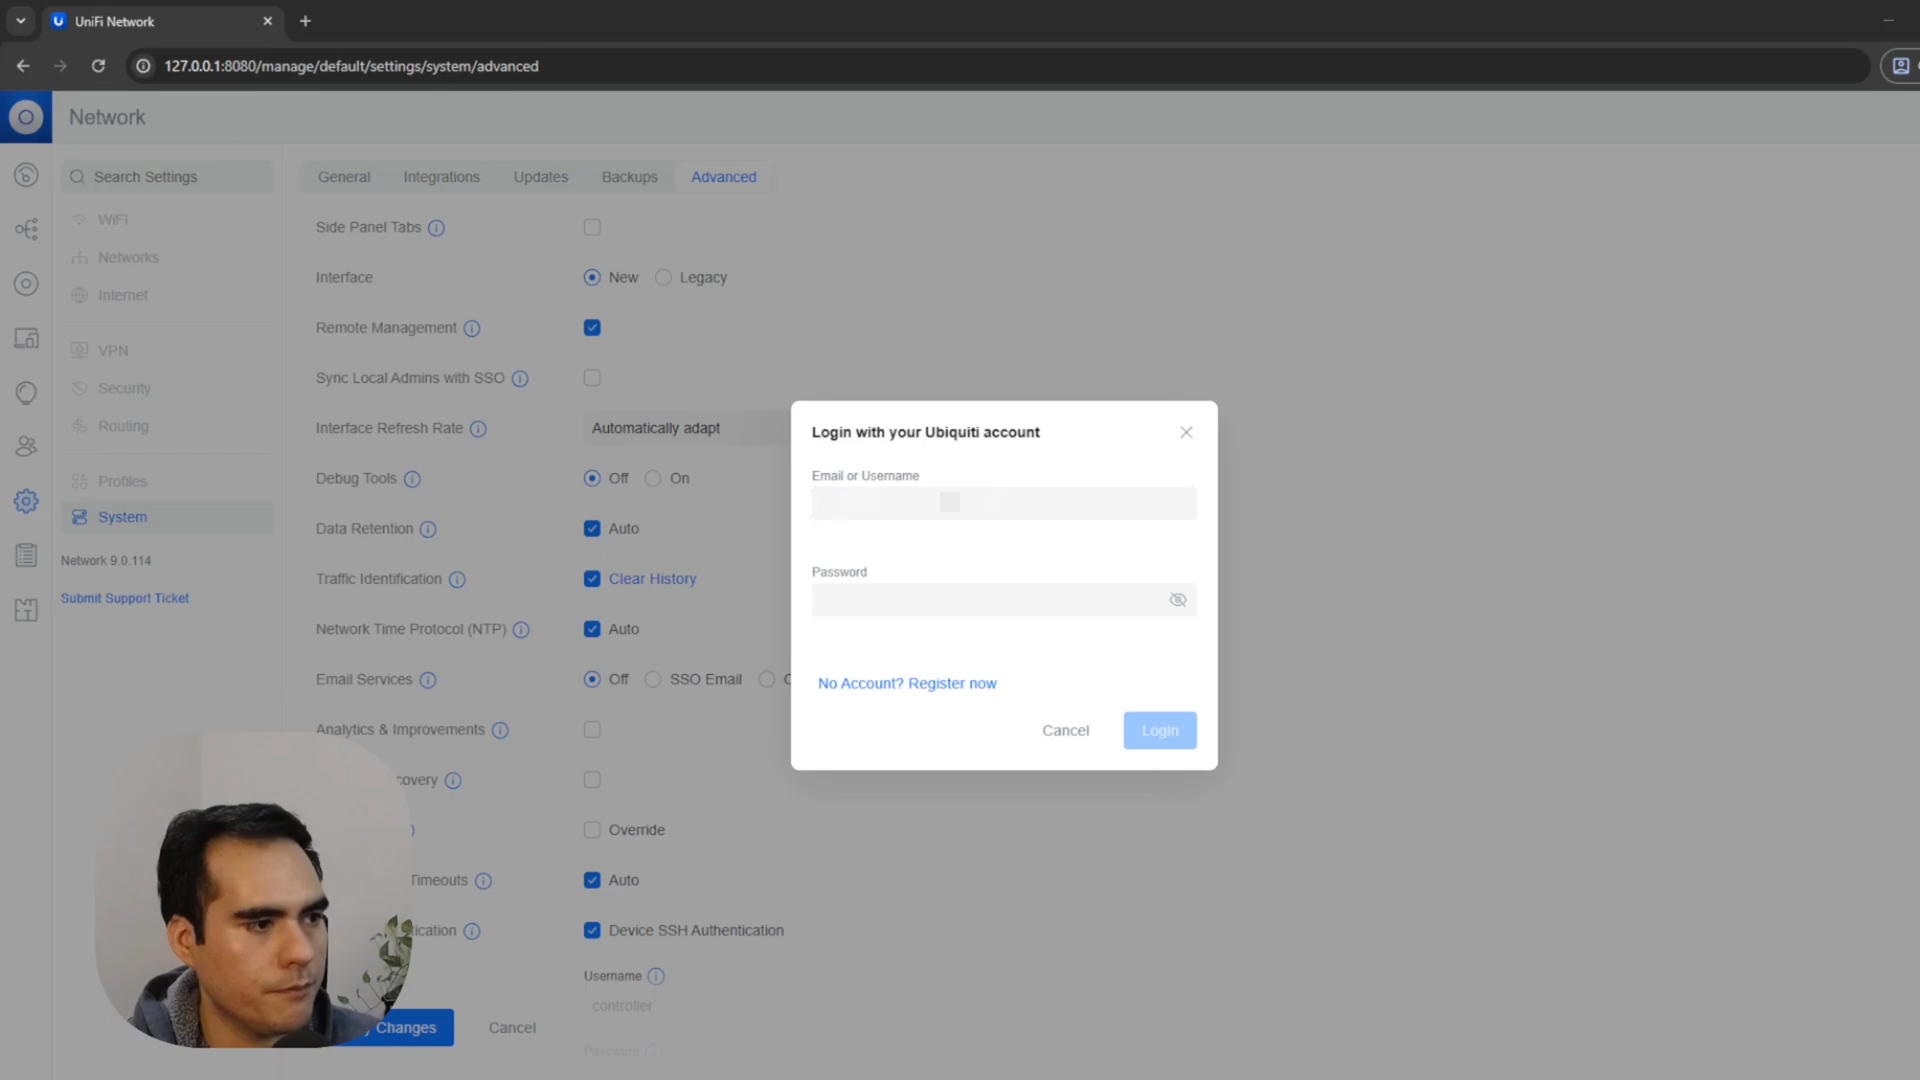 UniFi Network
127.0.0.1:8080/manage/default/settings/system/advanced
Network
Search Settings
WiFi
Networks
Internet
VPN
Security
Routing
Profiles
System
Network 9.0.114
Submit Support Ticket
General Integrations Updates Backups Advanced
Side Panel Tabs
Interface New Legacy
Remote Management
Sync Local Admins with SSO
Interface Refresh Rate Automatically adapt
Debug Tools Off On
Data Retention Auto
Traffic Identification Clear History
Network Time Protocol (NTP) Auto
Email Services Off SSO Email
Analytics & Improvements
Override
Timeouts Auto
Device SSH Authentication
Username
controller
Password
Changes Cancel
Login with your Ubiquiti account
Email or Username
Password
No Account? Register now
Cancel Login